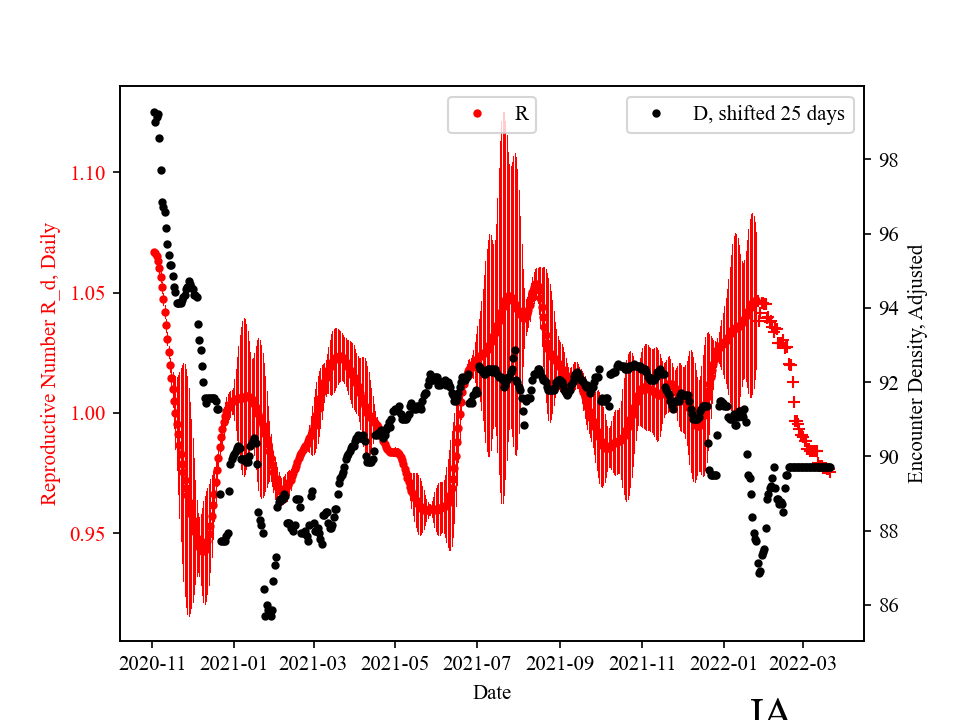 R
D, shifted 25 days
1.10
1.05
1.00
0.95
Reproductive Number R_d, Daily
98
96
94
92
90
88
86
Encounter Density, Adjusted
2020-11 2021-01 2021-03 2021-05 2021-07 2021-09 2021-11 2022-01 2022-03
Date
IA